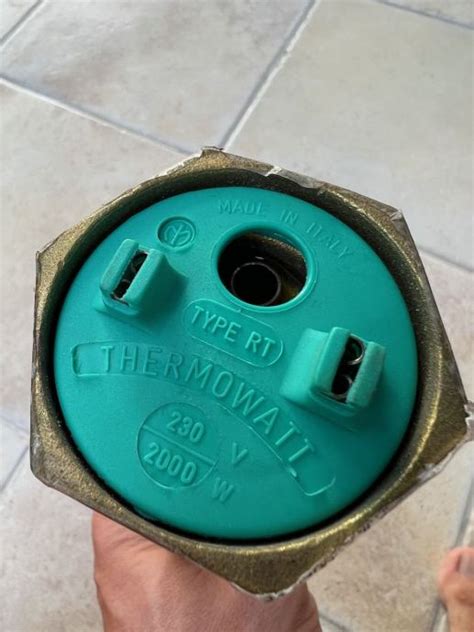 MADE IN ITALY
TYPE RT
THERMOWATT
230 V
2000 W